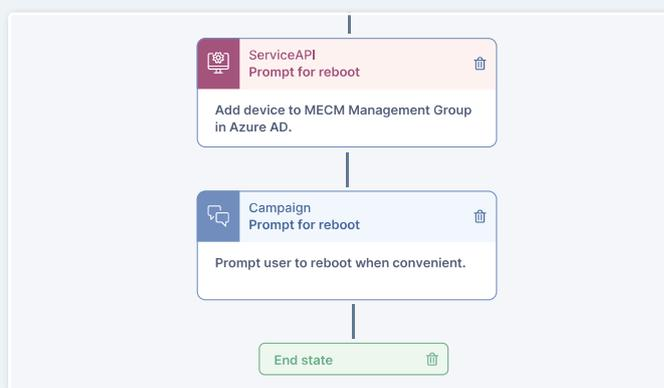 ServiceAPI
Prompt for reboot
Add device to MECM Management Group
in Azure AD.
Campaign
Prompt for reboot
Prompt user to reboot when convenient.
End state